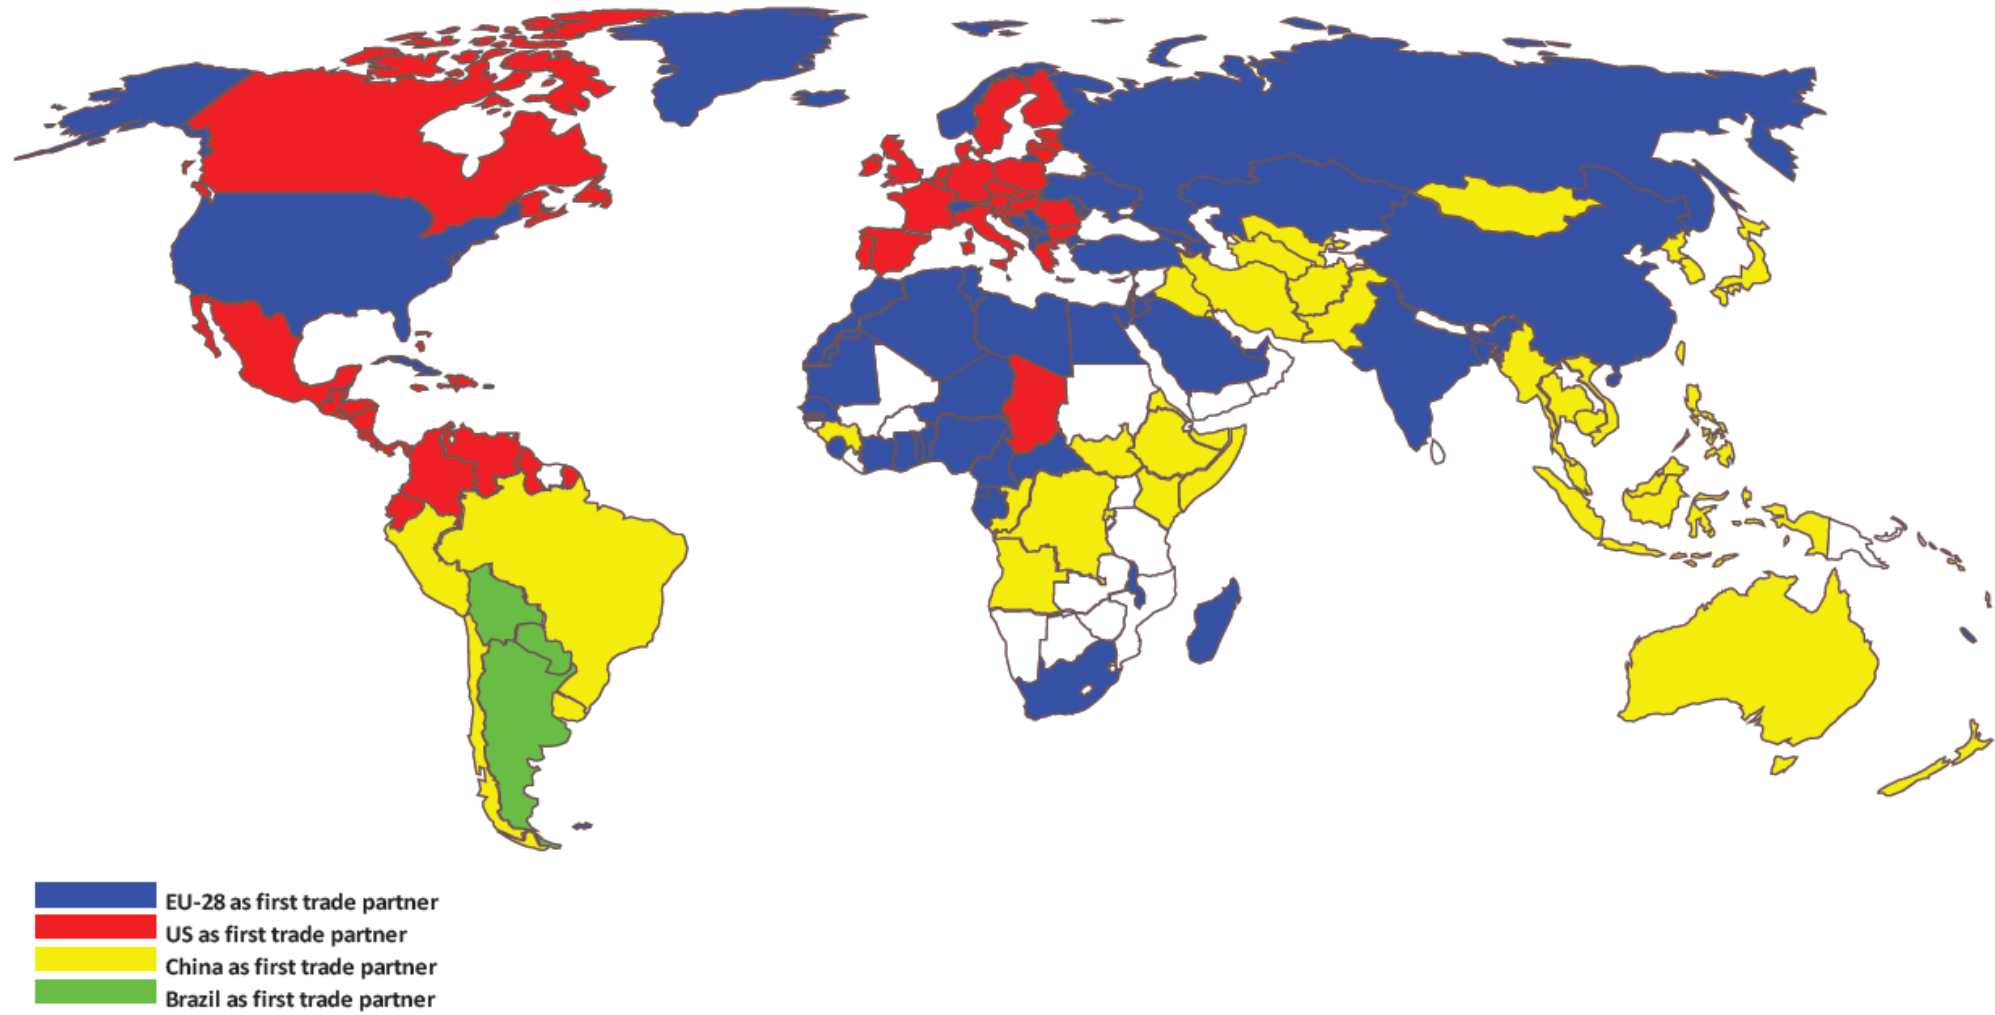 EU-28 as first trade partner
US as first trade partner
China as first trade partner
Brazil as first trade partner